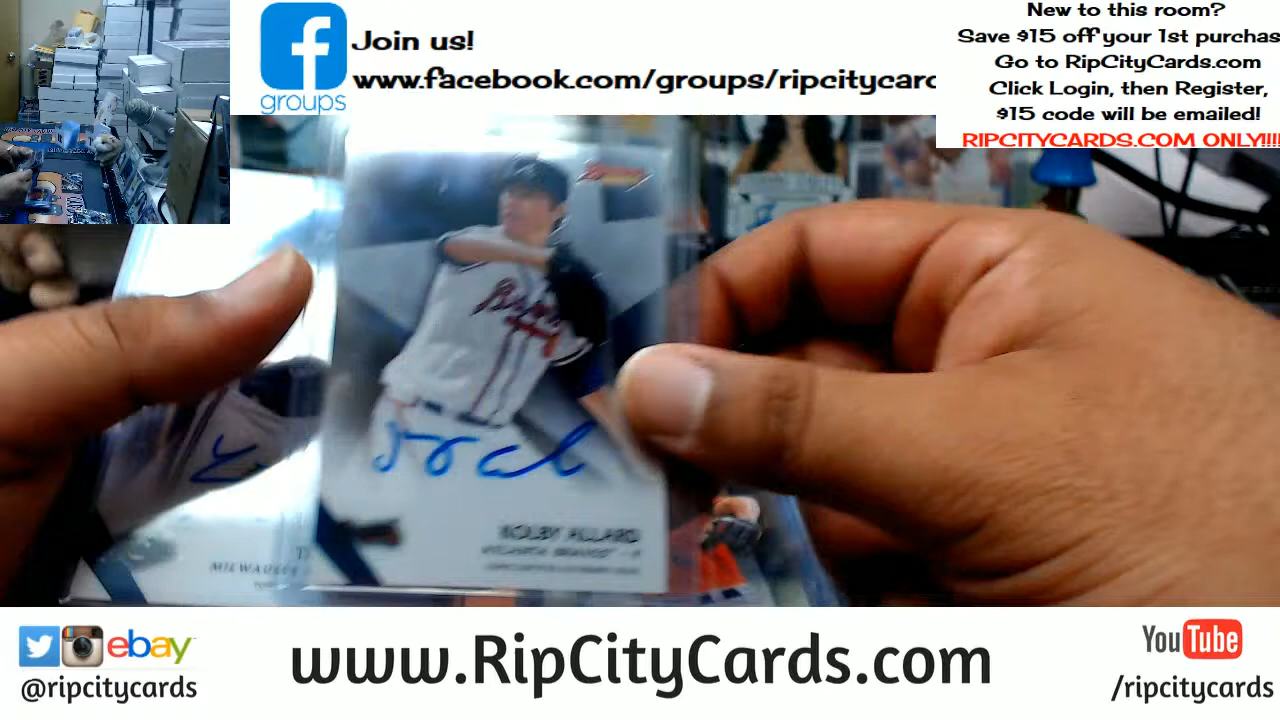 groups
Join us!
www.facebook.com/groups/ripcitycarc
New to this room?
Save $15 off your 1st purchas
Go to RipCityCards.com
Click Login, then Register,
$15 code will be emailed!
RIPCITYCARDS.COM ONLY!!!!
Braves
KOLBY ALLARD
ATLANTA BRAVES
MILWAUKEE
ebay
@ripcitycards
www.RipCityCards.com
YouTube
/ripcitycards